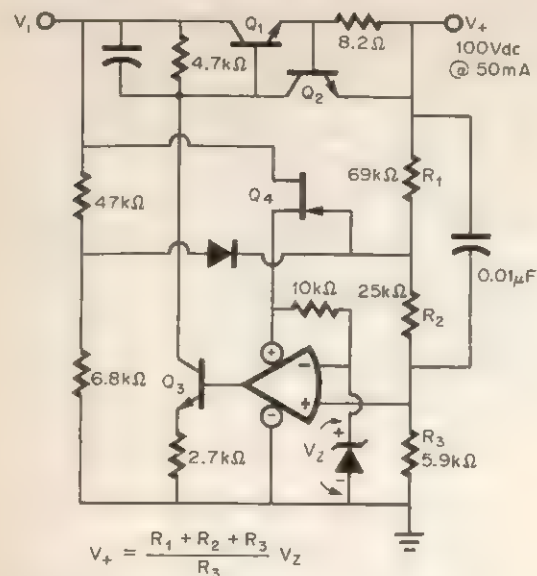 V₁
Q₁
8.2Ω
V₊
100Vdc
@ 50mA
4.7kΩ
Q₂
69kΩ
R₁
47kΩ
Q₄
0.01μF
10kΩ
25kΩ
R₂
6.8kΩ
Q₃
+
−
−
+
+
−
V_Z
R₃
5.9kΩ
2.7kΩ
V₊ = (R₁ + R₂ + R₃) / R₃ V_Z